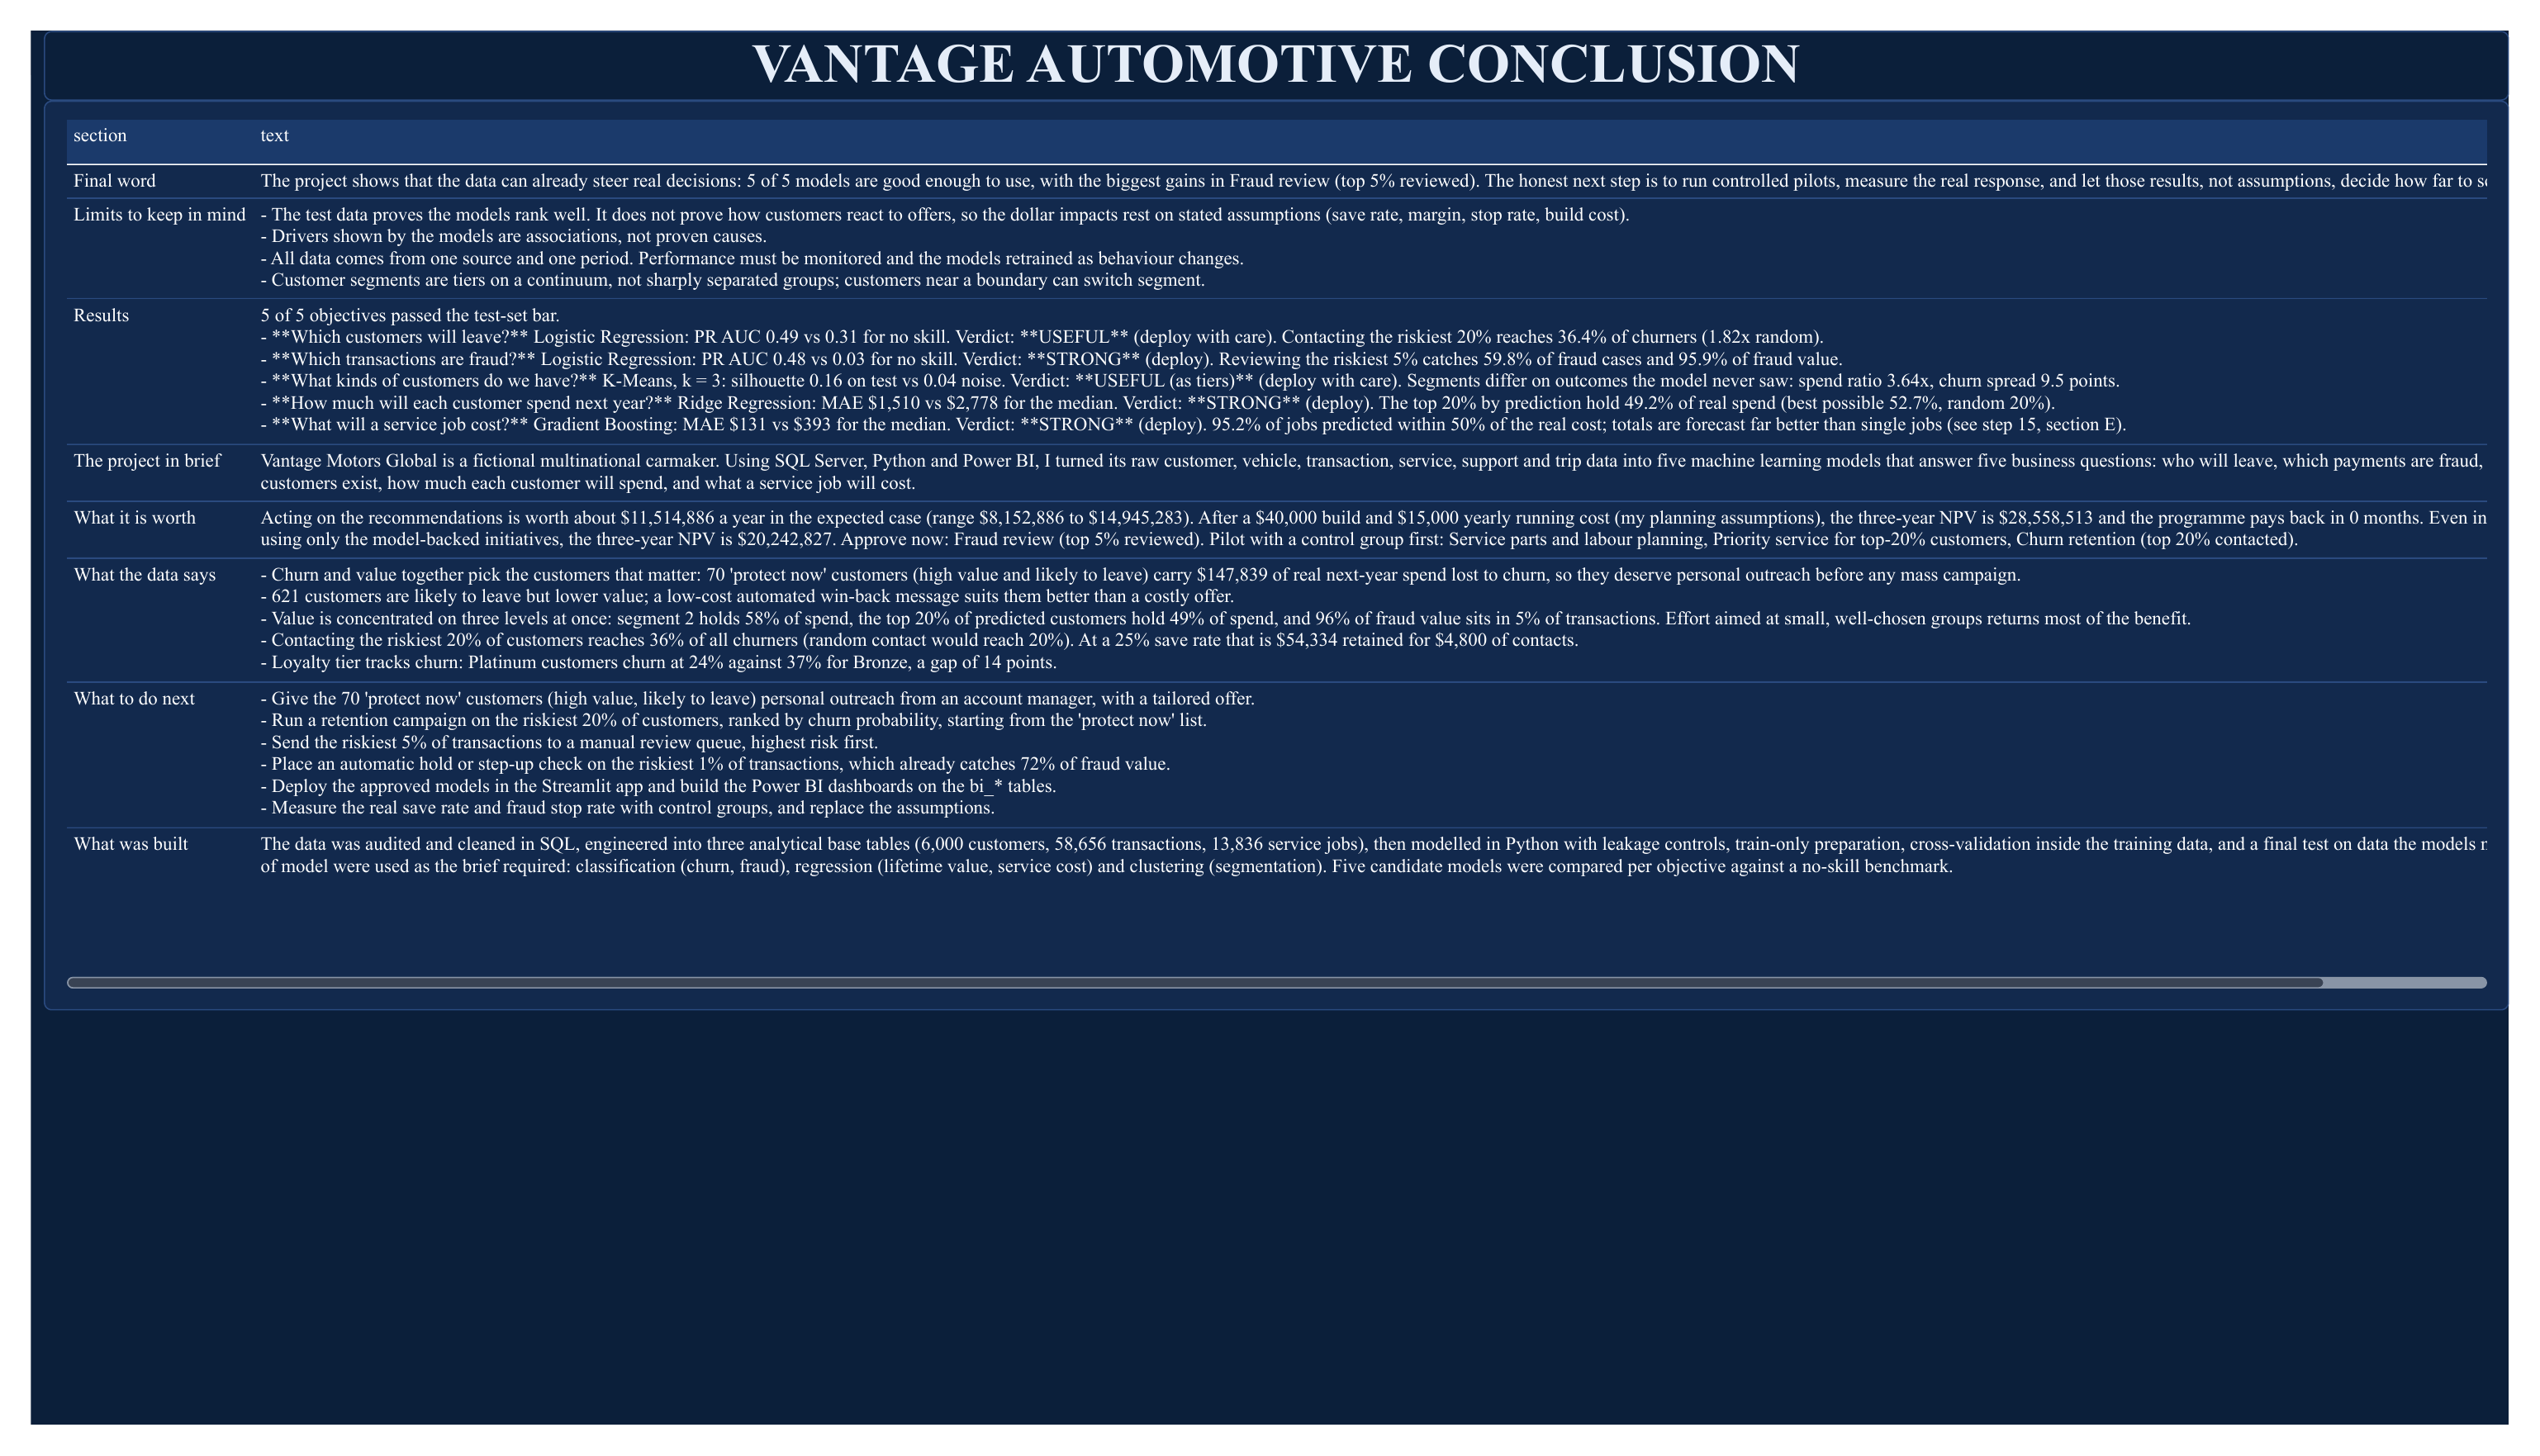 VANTAGE AUTOMOTIVE CONCLUSION
section text
Final word The project shows that the data can already steer real decisions: 5 of 5 models are good enough to use, with the biggest gains in Fraud review (top 5% reviewed). The honest next step is to run controlled pilots, measure the real response, and let those results, not assumptions, decide how far to
Limits to keep in mind - The test data proves the models rank well. It does not prove how customers react to offers, so the dollar impacts rest on stated assumptions (save rate, margin, stop rate, build cost).
- Drivers shown by the models are associations, not proven causes.
- All data comes from one source and one period. Performance must be monitored and the models retrained as behaviour changes.
- Customer segments are tiers on a continuum, not sharply separated groups; customers near a boundary can switch segment.
Results 5 of 5 objectives passed the test-set bar.
- **Which customers will leave?** Logistic Regression: PR AUC 0.49 vs 0.31 for no skill. Verdict: **USEFUL** (deploy with care). Contacting the riskiest 20% reaches 36.4% of churners (1.82x random).
- **Which transactions are fraud?** Logistic Regression: PR AUC 0.48 vs 0.03 for no skill. Verdict: **STRONG** (deploy). Reviewing the riskiest 5% catches 59.8% of fraud cases and 95.9% of fraud value.
- **What kinds of customers do we have?** K-Means, k = 3: silhouette 0.16 on test vs 0.04 noise. Verdict: **USEFUL (as tiers)** (deploy with care). Segments differ on outcomes the model never saw: spend ratio 3.64x, churn spread 9.5 points.
- **How much will each customer spend next year?** Ridge Regression: MAE $1,510 vs $2,778 for the median. Verdict: **STRONG** (deploy). The top 20% by prediction hold 49.2% of real spend (best possible 52.7%, random 20%).
- **What will a service job cost?** Gradient Boosting: MAE $131 vs $393 for the median. Verdict: **STRONG** (deploy). 95.2% of jobs predicted within 50% of the real cost; totals are forecast far better than single jobs (see step 15, section E).
The project in brief Vantage Motors Global is a fictional multinational carmaker. Using SQL Server, Python and Power BI, I turned its raw customer, vehicle, transaction, service, support and trip data into five machine learning models that answer five business questions: who will leave, which payments are fraud,
customers exist, how much each customer will spend, and what a service job will cost.
What it is worth Acting on the recommendations is worth about $11,514,886 a year in the expected case (range $8,152,886 to $14,945,283). After a $40,000 build and $15,000 yearly running cost (my planning assumptions), the three-year NPV is $28,558,513 and the programme pays back in 0 months. Even in
using only the model-backed initiatives, the three-year NPV is $20,242,827. Approve now: Fraud review (top 5% reviewed). Pilot with a control group first: Service parts and labour planning, Priority service for top-20% customers, Churn retention (top 20% contacted).
What the data says - Churn and value together pick the customers that matter: 70 'protect now' customers (high value and likely to leave) carry $147,839 of real next-year spend lost to churn, so they deserve personal outreach before any mass campaign.
- 621 customers are likely to leave but lower value; a low-cost automated win-back message suits them better than a costly offer.
- Value is concentrated on three levels at once: segment 2 holds 58% of spend, the top 20% of predicted customers hold 49% of spend, and 96% of fraud value sits in 5% of transactions. Effort aimed at small, well-chosen groups returns most of the benefit.
- Contacting the riskiest 20% of customers reaches 36% of all churners (random contact would reach 20%). At a 25% save rate that is $54,334 retained for $4,800 of contacts.
- Loyalty tier tracks churn: Platinum customers churn at 24% against 37% for Bronze, a gap of 14 points.
What to do next - Give the 70 'protect now' customers (high value, likely to leave) personal outreach from an account manager, with a tailored offer.
- Run a retention campaign on the riskiest 20% of customers, ranked by churn probability, starting from the 'protect now' list.
- Send the riskiest 5% of transactions to a manual review queue, highest risk first.
- Place an automatic hold or step-up check on the riskiest 1% of transactions, which already catches 72% of fraud value.
- Deploy the approved models in the Streamlit app and build the Power BI dashboards on the bi_* tables.
- Measure the real save rate and fraud stop rate with control groups, and replace the assumptions.
What was built The data was audited and cleaned in SQL, engineered into three analytical base tables (6,000 customers, 58,656 transactions, 13,836 service jobs), then modelled in Python with leakage controls, train-only preparation, cross-validation inside the training data, and a final test on data the models
of model were used as the brief required: classification (churn, fraud), regression (lifetime value, service cost) and clustering (segmentation). Five candidate models were compared per objective against a no-skill benchmark.